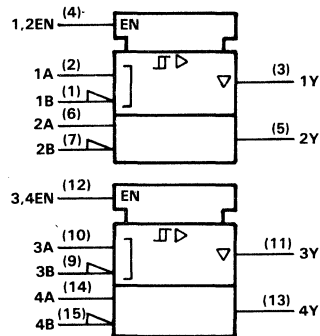 (4)
1,2EN EN
(2) (3)
1A 1Y
(1)
1B
(6)
2A (5)
2Y
(7)
2B
(12)
3,4EN EN
(10) (11)
3A 3Y
(9)
3B
(14) (13)
4A 4Y
(15)
4B